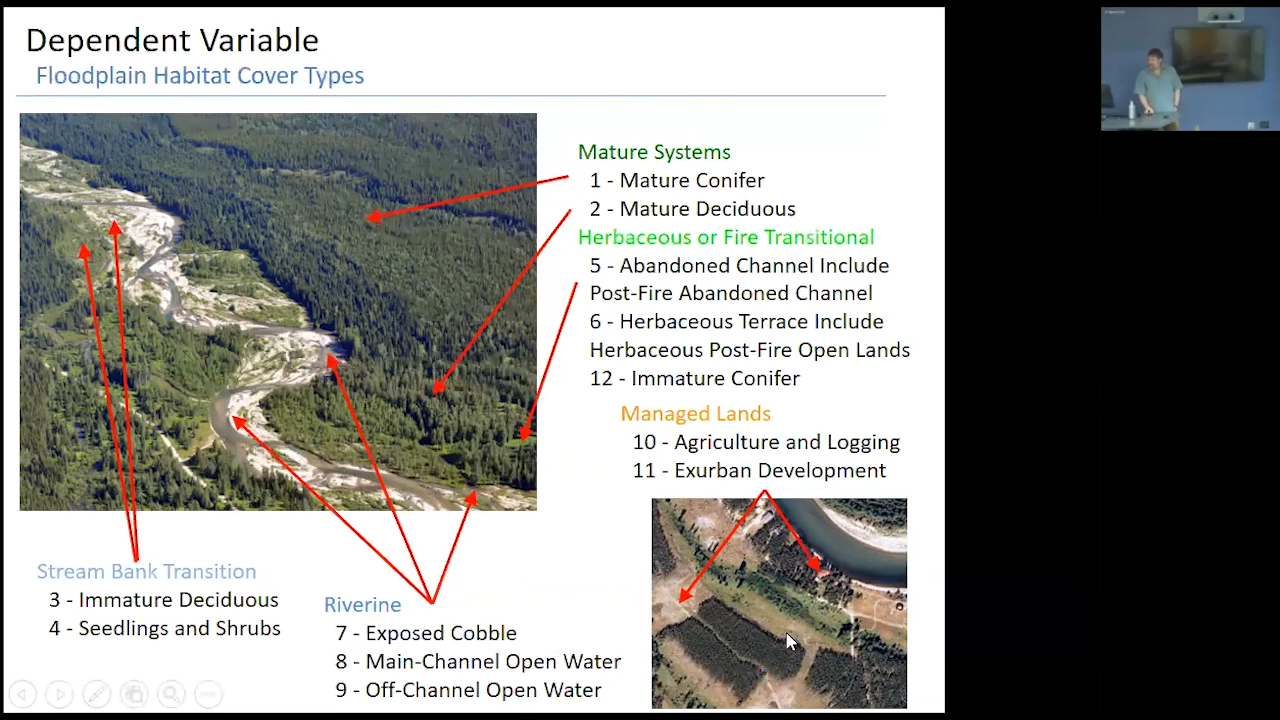 Dependent Variable
Floodplain Habitat Cover Types
Mature Systems
1 - Mature Conifer
2 - Mature Deciduous
Herbaceous or Fire Transitional
5 - Abandoned Channel Include
Post-Fire Abandoned Channel
6 - Herbaceous Terrace Include
Herbaceous Post-Fire Open Lands
12 - Immature Conifer
Managed Lands
10 - Agriculture and Logging
11 - Exurban Development
Stream Bank Transition
3 - Immature Deciduous
4 - Seedlings and Shrubs
Riverine
7 - Exposed Cobble
8 - Main-Channel Open Water
9 - Off-Channel Open Water